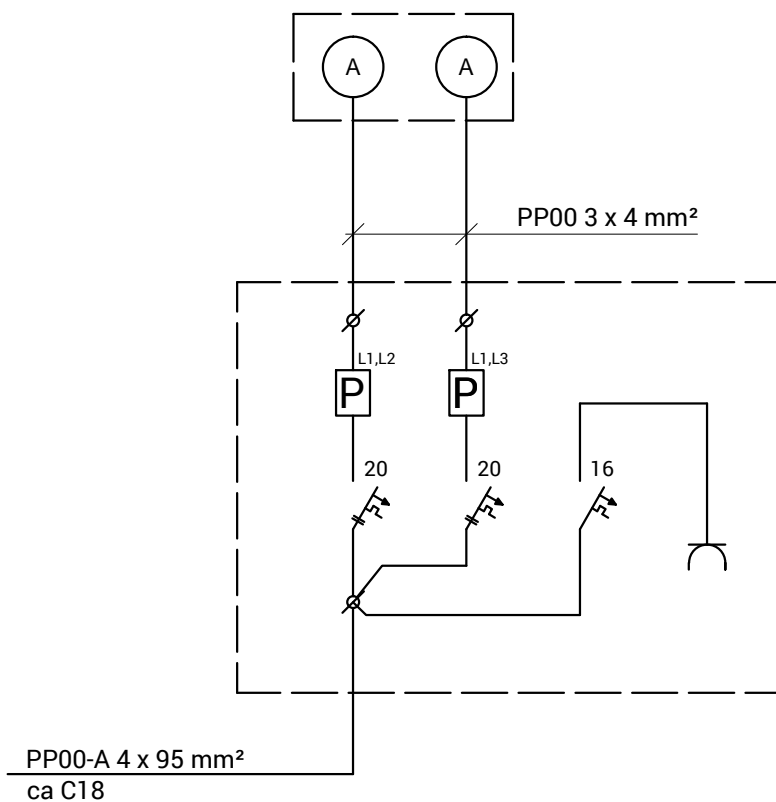 A A
PP00 3 x 4 mm²
L1,L2 L1,L3
P P
20 20 16
PP00-A 4 x 95 mm²
ca C18